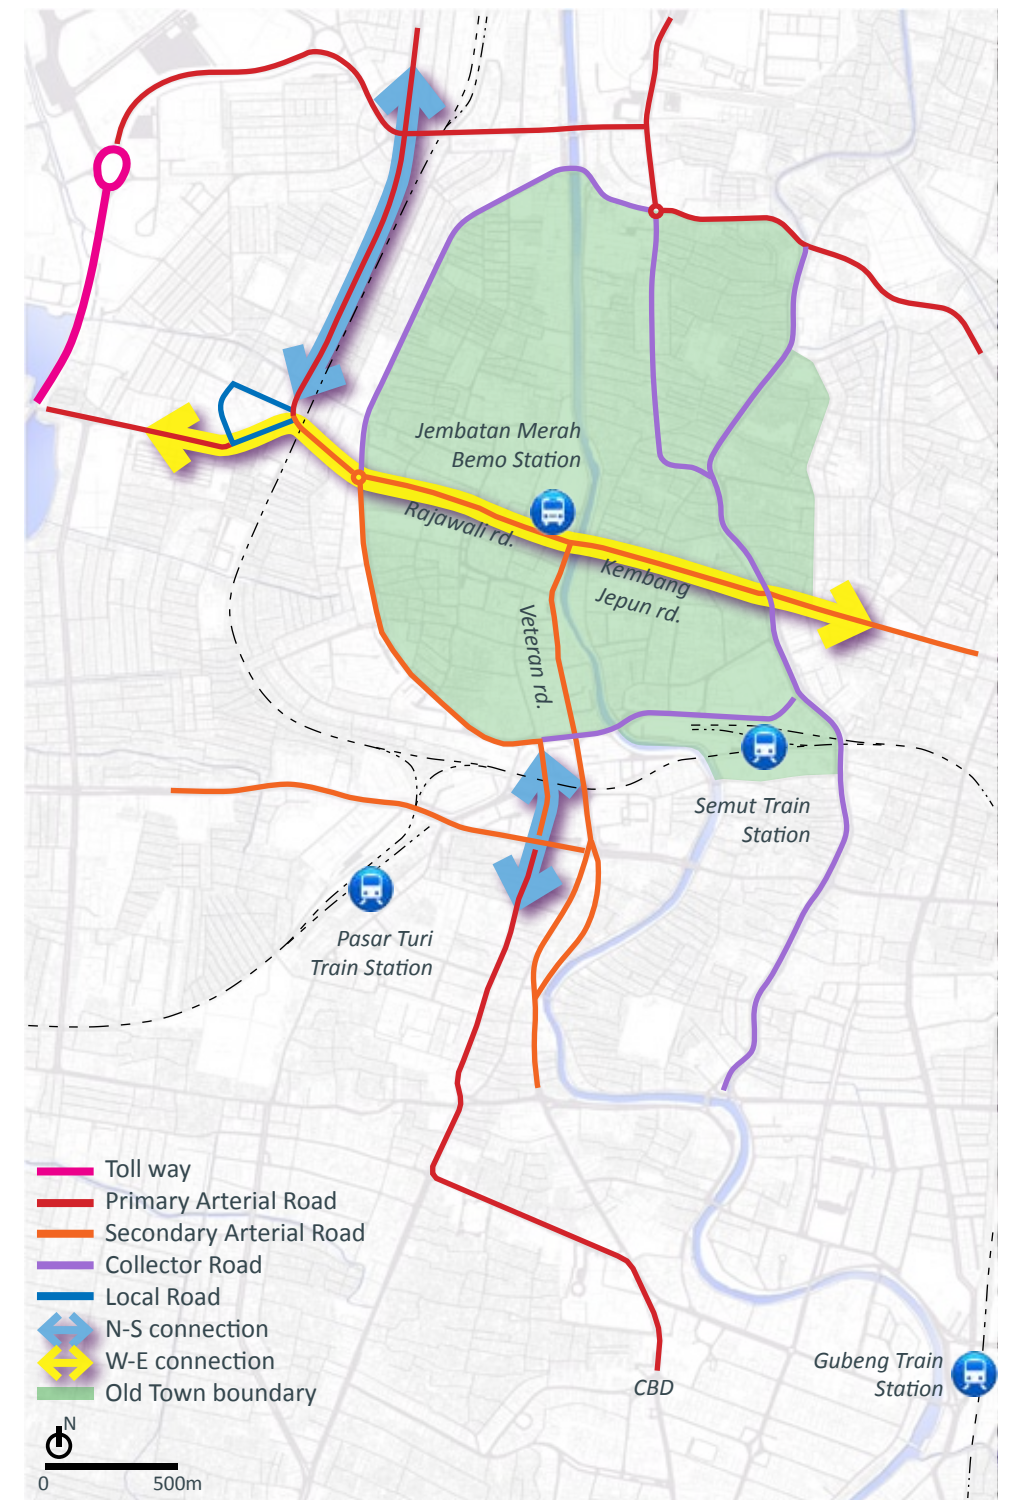 Jembatan Merah
Bemo Station
Rajawali rd.
Kembang
Jepun rd.
Veteran rd.
Semut Train
Station
Pasar Turi
Train Station
Toll way
Primary Arterial Road
Secondary Arterial Road
Collector Road
Local Road
N-S connection
W-E connection
Old Town boundary
Gubeng Train
Station
CBD
N
0 500m